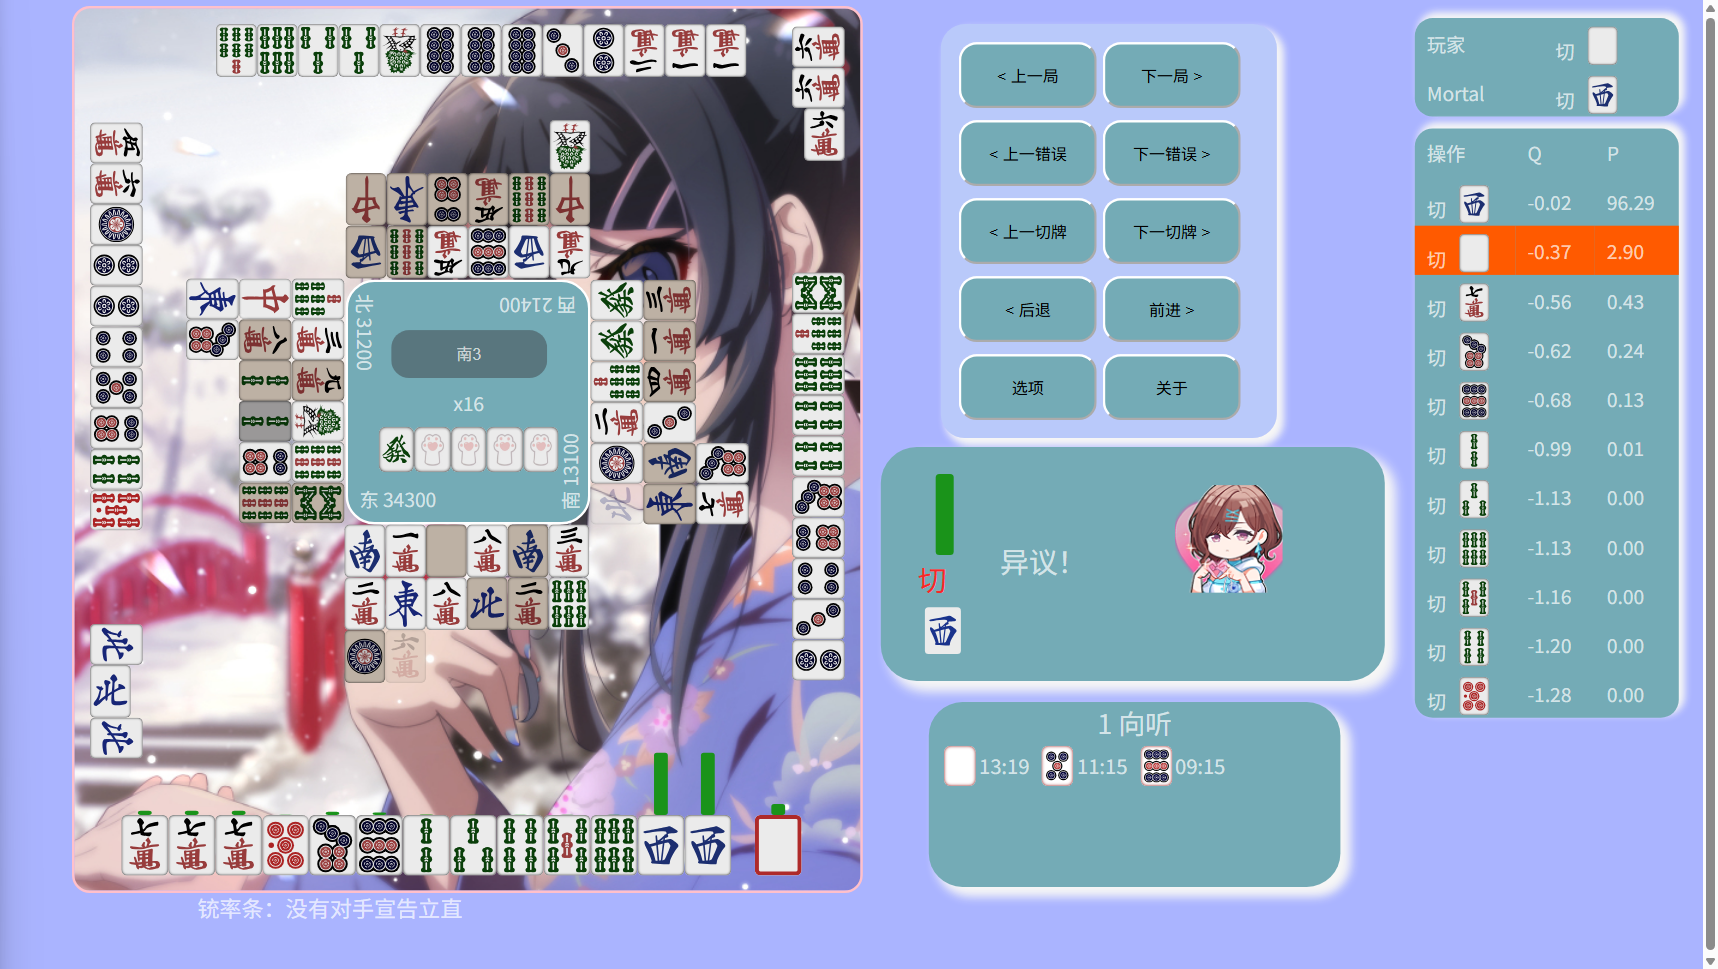 北 31200
西 21400
南3
x16
南 13100
东 34300
铳率条：没有对手宣告立直
< 上一局
下一局 >
< 上一错误
下一错误 >
< 上一切牌
下一切牌 >
< 后退
前进 >
选项
关于
切
异议！
1 向听
13:19 11:15 09:15
玩家 切
Mortal 切
操作 Q P
切 -0.02 96.29
切 -0.37 2.90
切 -0.56 0.43
切 -0.62 0.24
切 -0.68 0.13
切 -0.99 0.01
切 -1.13 0.00
切 -1.13 0.00
切 -1.16 0.00
切 -1.20 0.00
切 -1.28 0.00